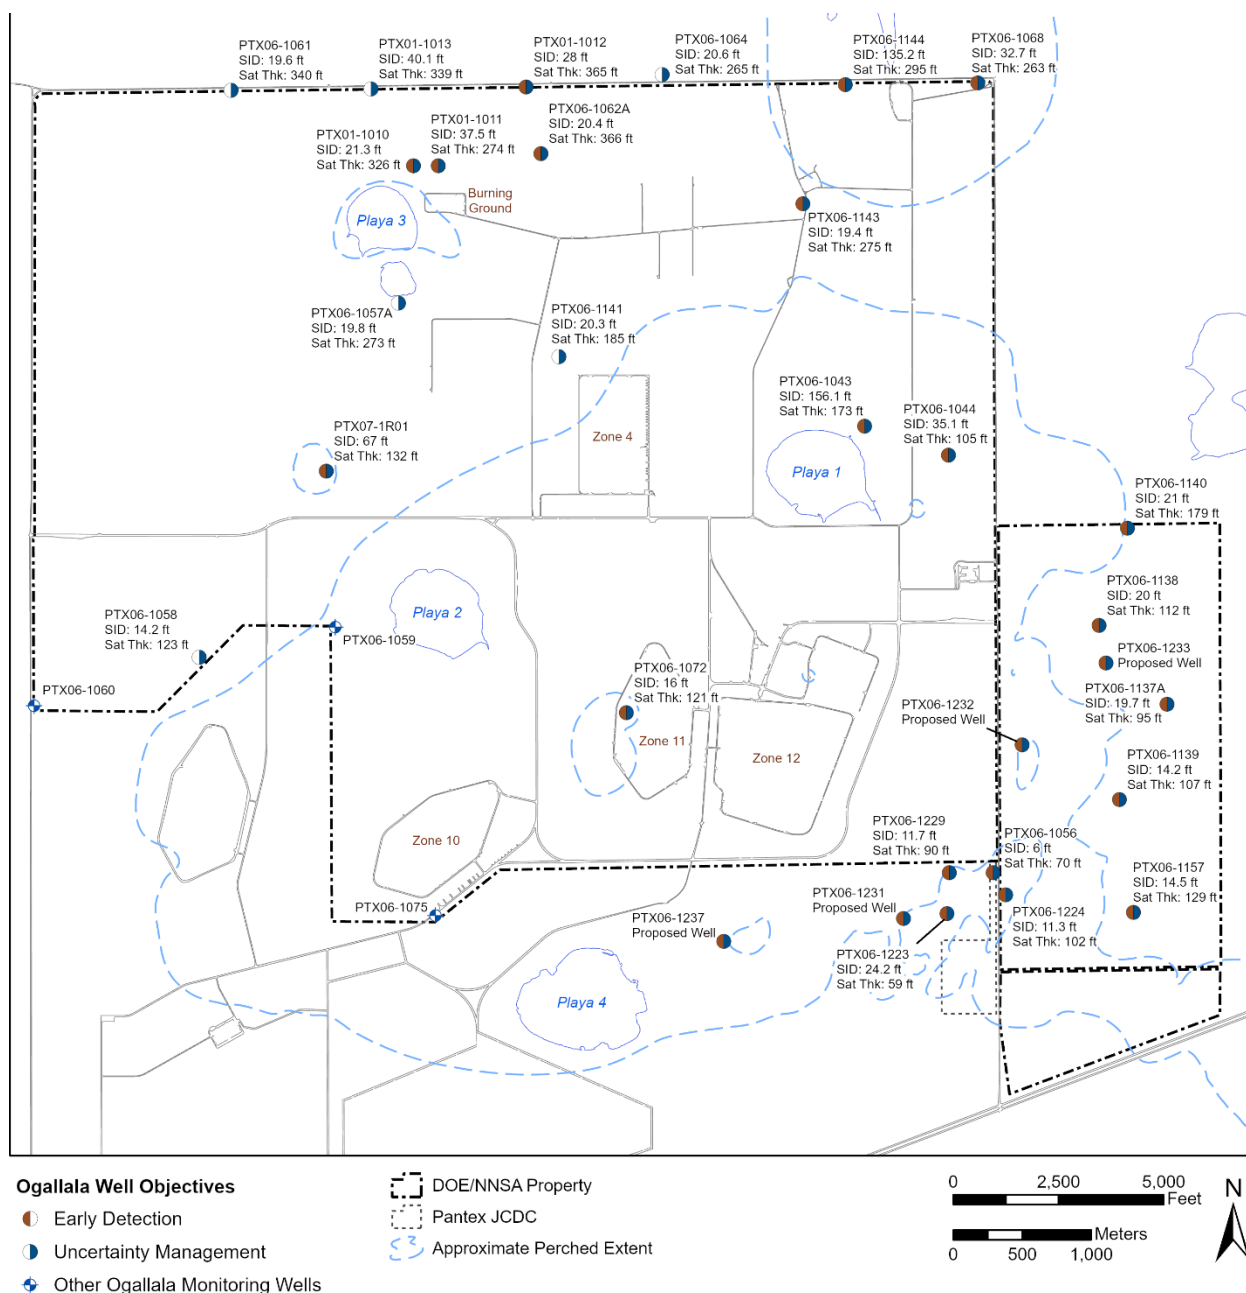 PTX06-1061
SID: 19.6 ft
Sat Thk: 340 ft
PTX01-1013
SID: 40.1 ft
Sat Thk: 339 ft
PTX01-1012
SID: 28 ft
Sat Thk: 365 ft
PTX06-1064
SID: 20.6 ft
Sat Thk: 265 ft
PTX06-1144
SID: 135.2 ft
Sat Thk: 295 ft
PTX06-1068
SID: 32.7 ft
Sat Thk: 263 ft
PTX06-1062A
SID: 20.4 ft
Sat Thk: 366 ft
PTX01-1011
SID: 37.5 ft
Sat Thk: 274 ft
PTX01-1010
SID: 21.3 ft
Sat Thk: 326 ft
Burning
Ground
Playa 3
PTX06-1143
SID: 19.4 ft
Sat Thk: 275 ft
PTX06-1057A
SID: 19.8 ft
Sat Thk: 273 ft
PTX06-1141
SID: 20.3 ft
Sat Thk: 185 ft
PTX06-1043
SID: 156.1 ft
Sat Thk: 173 ft
PTX06-1044
SID: 35.1 ft
Sat Thk: 105 ft
PTX07-1R01
SID: 67 ft
Sat Thk: 132 ft
Zone 4
Playa 1
PTX06-1140
SID: 21 ft
Sat Thk: 179 ft
PTX06-1138
SID: 20 ft
Sat Thk: 112 ft
Playa 2
PTX06-1058
SID: 14.2 ft
Sat Thk: 123 ft
PTX06-1059
PTX06-1233
Proposed Well
PTX06-1072
SID: 16 ft
Sat Thk: 121 ft
PTX06-1060
PTX06-1137A
SID: 19.7 ft
Sat Thk: 95 ft
PTX06-1232
Proposed Well
Zone 11
Zone 12
PTX06-1139
SID: 14.2 ft
Sat Thk: 107 ft
PTX06-1229
SID: 11.7 ft
Sat Thk: 90 ft
PTX06-1056
SID: 6 ft
Sat Thk: 70 ft
Zone 10
PTX06-1157
SID: 14.5 ft
Sat Thk: 129 ft
PTX06-1231
Proposed Well
PTX06-1075
PTX06-1237
Proposed Well
PTX06-1224
SID: 11.3 ft
Sat Thk: 102 ft
PTX06-1223
SID: 24.2 ft
Sat Thk: 59 ft
Playa 4
Ogallala Well Objectives
Early Detection
Uncertainty Management
Other Ogallala Monitoring Wells
DOE/NNSA Property
Pantex JCDC
Approximate Perched Extent
0 2,500 5,000
Feet
Meters
0 500 1,000
N